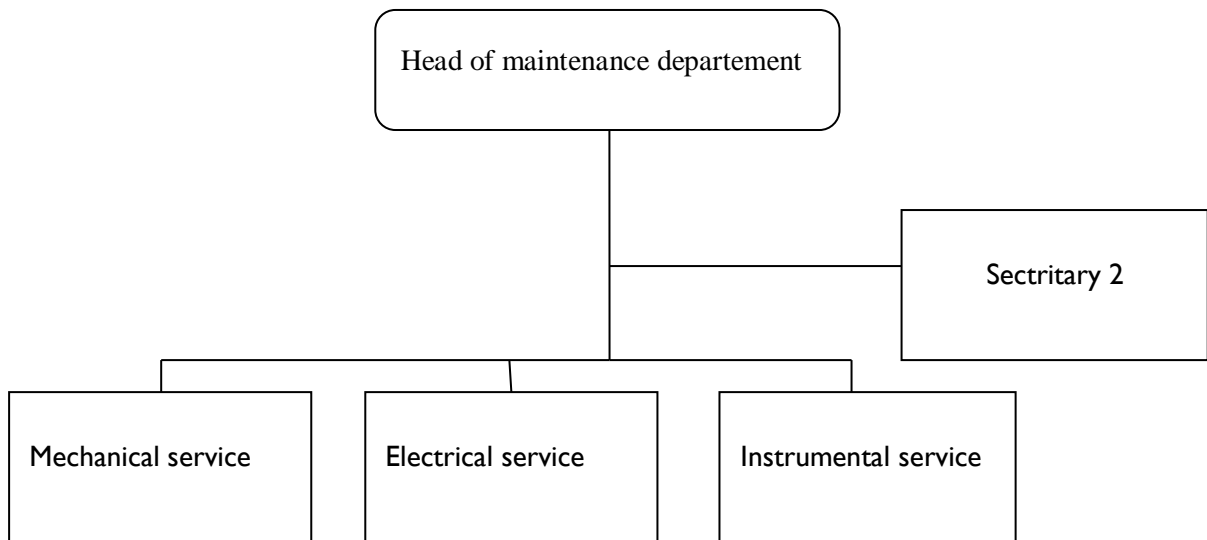 Head of maintenance departement
Sectritary 2
Mechanical service
Electrical service
Instrumental service